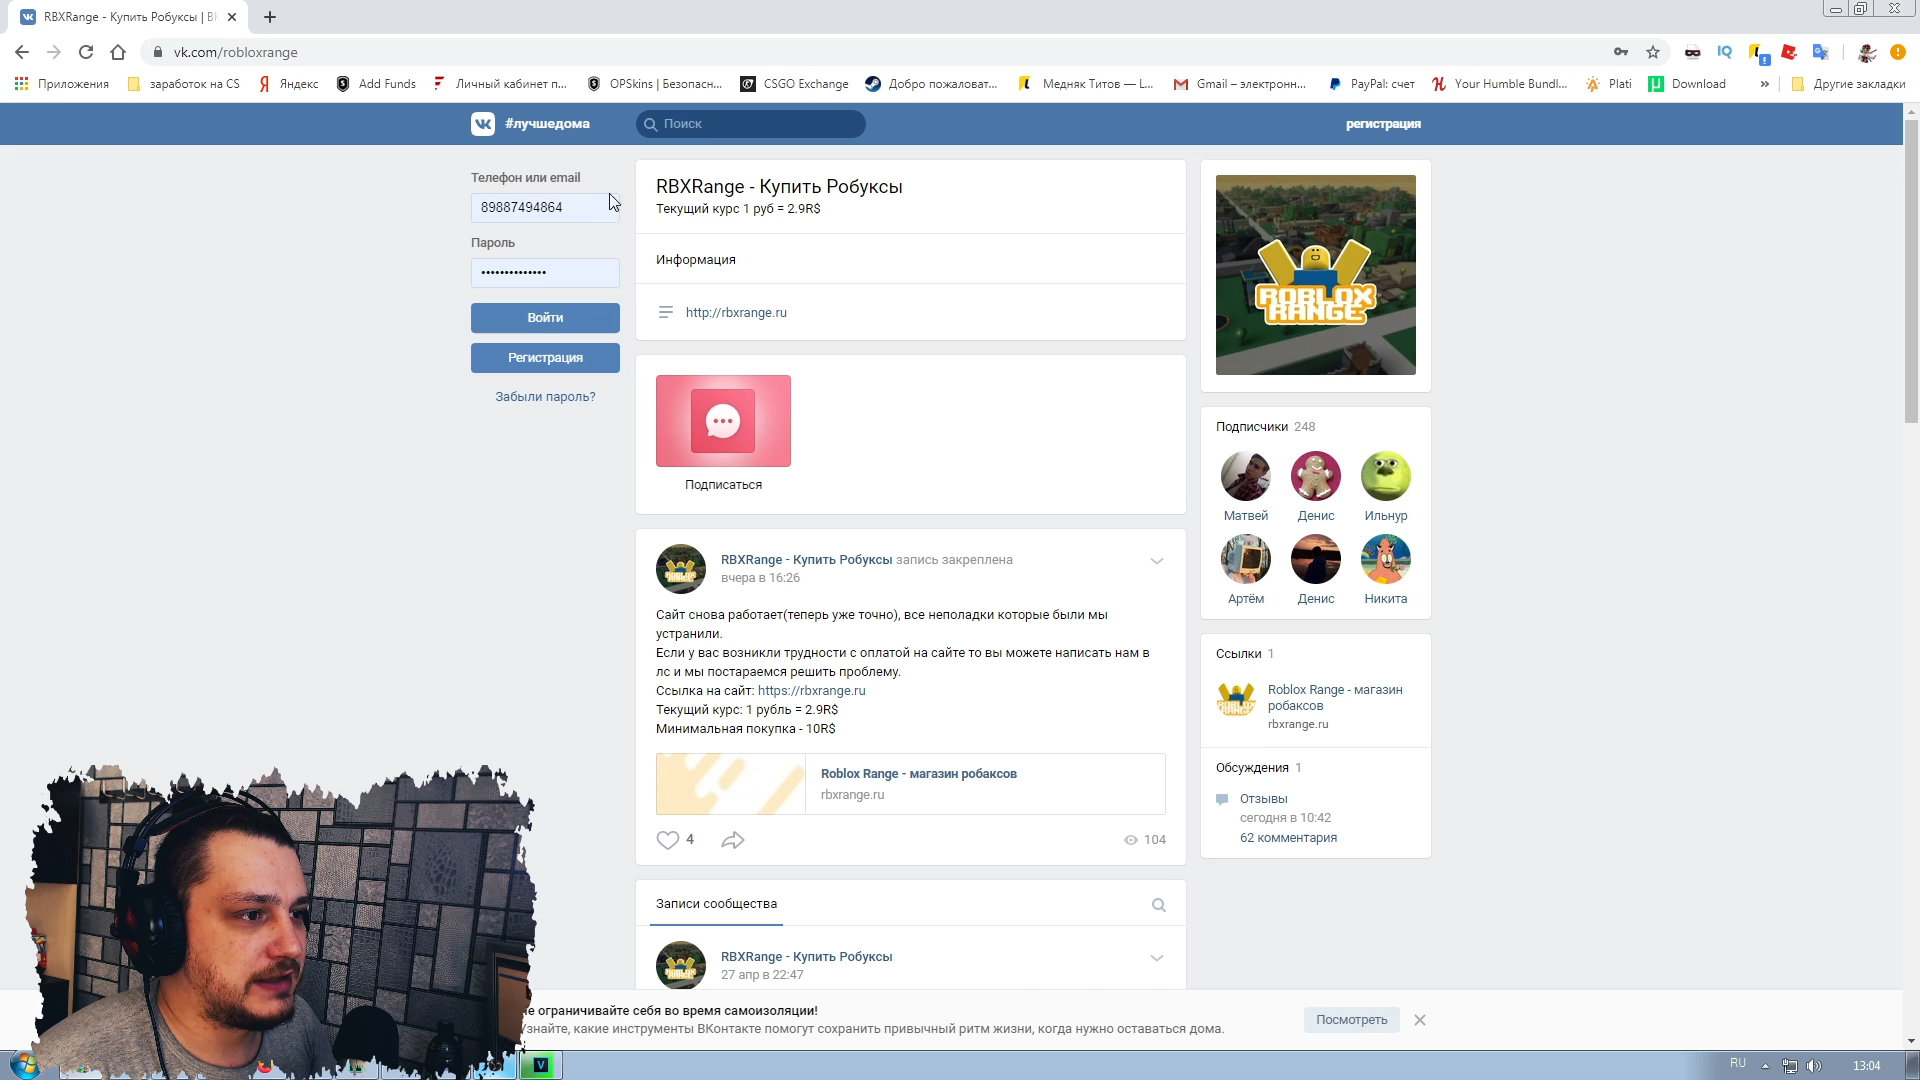 RBXRange - Купить Робуксы | В
vk.com/robloxrange
Приложения
заработок на CS
Яндекс
Add Funds
Личный кабинет п...
OPSkins | Безопасн...
CSGO Exchange
Добро пожаловат...
Медняк Титов — L...
Gmail – электронн...
PayPal: счет
Your Humble Bundl...
Plati
Download
»
Другие закладки
#лучшедома
Поиск
регистрация
Телефон или email
89887494864
Пароль
••••••••••••••
Войти
Регистрация
Забыли пароль?
RBXRange - Купить Робуксы
Текущий курс 1 руб = 2.9R$
Информация
http://rbxrange.ru
Подписаться
RBXRange - Купить Робуксы запись закреплена
вчера в 16:26
Сайт снова работает(теперь уже точно), все неполадки которые были мы
устранили.
Если у вас возникли трудности с оплатой на сайте то вы можете написать нам в
лс и мы постараемся решить проблему.
Ссылка на сайт: https://rbxrange.ru
Текущий курс: 1 рубль = 2.9R$
Минимальная покупка - 10R$
Roblox Range - магазин робаксов
rbxrange.ru
4
104
Записи сообщества
RBXRange - Купить Робуксы
27 апр в 22:47
ROBLOX
RANGE
Подписчики 248
Матвей
Денис
Ильнур
Артём
Денис
Никита
Ссылки 1
Roblox Range - магазин
робаксов
rbxrange.ru
Обсуждения 1
Отзывы
сегодня в 10:42
62 комментария
е ограничивайте себя во время самоизоляции!
Узнайте, какие инструменты ВКонтакте помогут сохранить привычный ритм жизни, когда нужно оставаться дома.
Посмотреть
RU
13:04